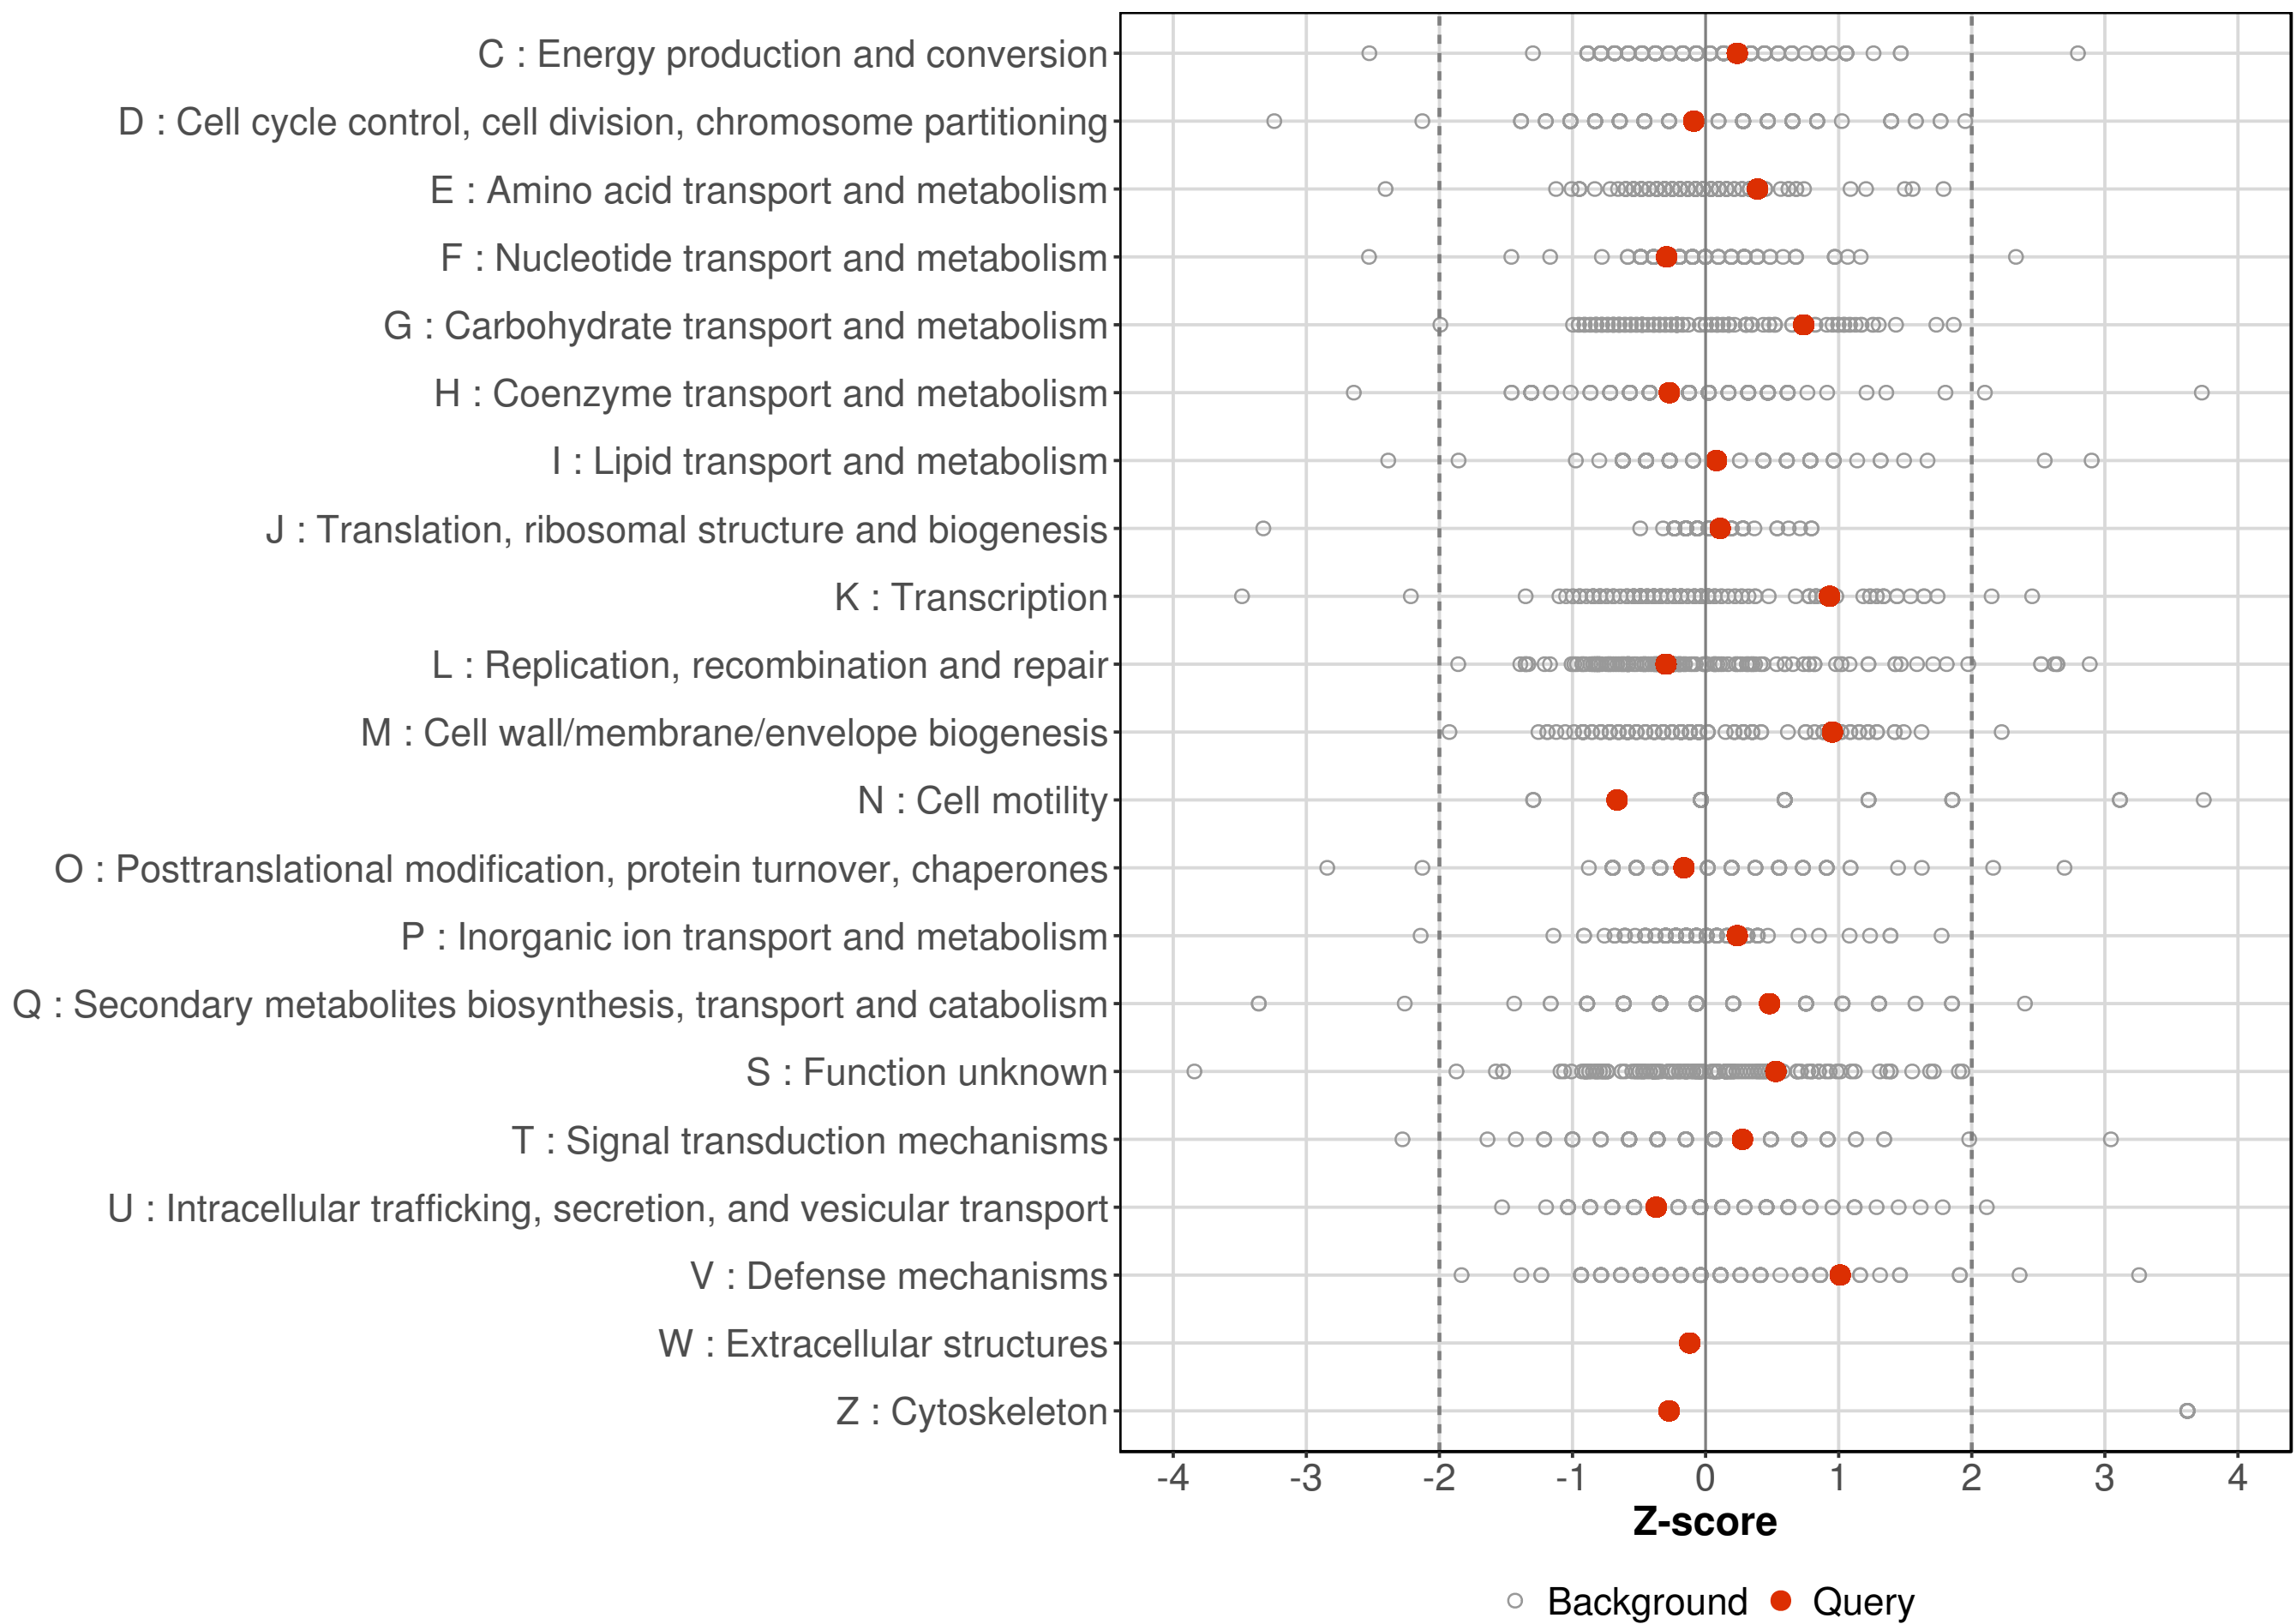 C : Energy production and conversion
D : Cell cycle control, cell division, chromosome partitioning
E : Amino acid transport and metabolism
F : Nucleotide transport and metabolism
G : Carbohydrate transport and metabolism
H : Coenzyme transport and metabolism
I : Lipid transport and metabolism
J : Translation, ribosomal structure and biogenesis
K : Transcription
L : Replication, recombination and repair
M : Cell wall/membrane/envelope biogenesis
N : Cell motility
O : Posttranslational modification, protein turnover, chaperones
P : Inorganic ion transport and metabolism
Q : Secondary metabolites biosynthesis, transport and catabolism
S : Function unknown
T : Signal transduction mechanisms
U : Intracellular trafficking, secretion, and vesicular transport
V : Defense mechanisms
W : Extracellular structures
Z : Cytoskeleton
-4 -3 -2 -1 0 1 2 3 4
Z-score
Background Query